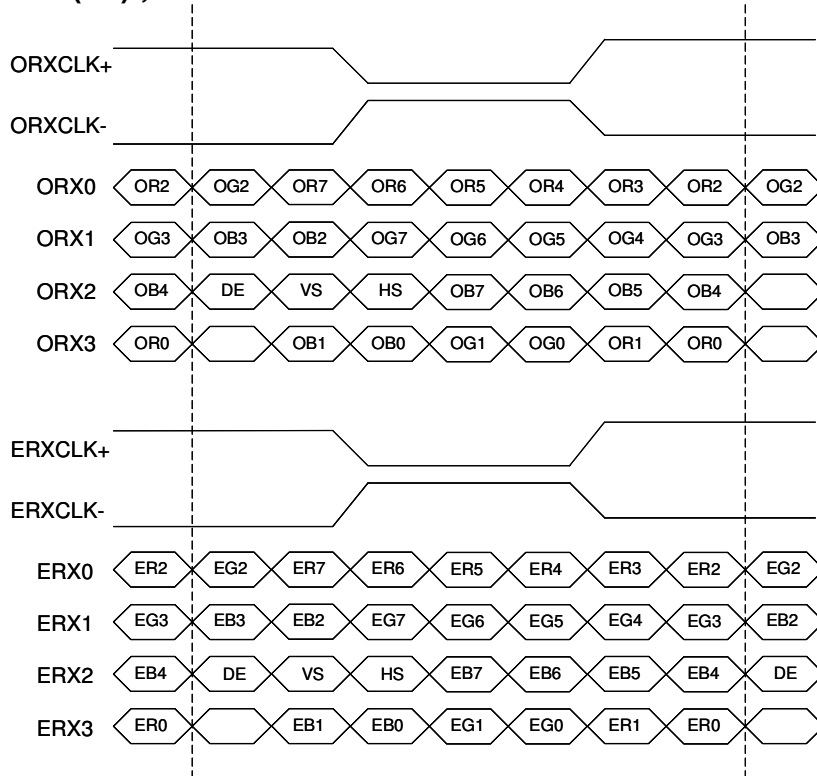 ORXCLK+
ORXCLK-
ORX0 OR2 OG2 OR7 OR6 OR5 OR4 OR3 OR2 OG2
ORX1 OG3 OB3 OB2 OG7 OG6 OG5 OG4 OG3 OB3
ORX2 OB4 DE VS HS OB7 OB6 OB5 OB4
ORX3 OR0 OB1 OB0 OG1 OG0 OR1 OR0
ERXCLK+
ERXCLK-
ERX0 ER2 EG2 ER7 ER6 ER5 ER4 ER3 ER2 EG2
ERX1 EG3 EB3 EB2 EG7 EG6 EG5 EG4 EG3 EB2
ERX2 EB4 DE VS HS EB7 EB6 EB5 EB4 DE
ERX3 ER0 EB1 EB0 EG1 EG0 ER1 ER0